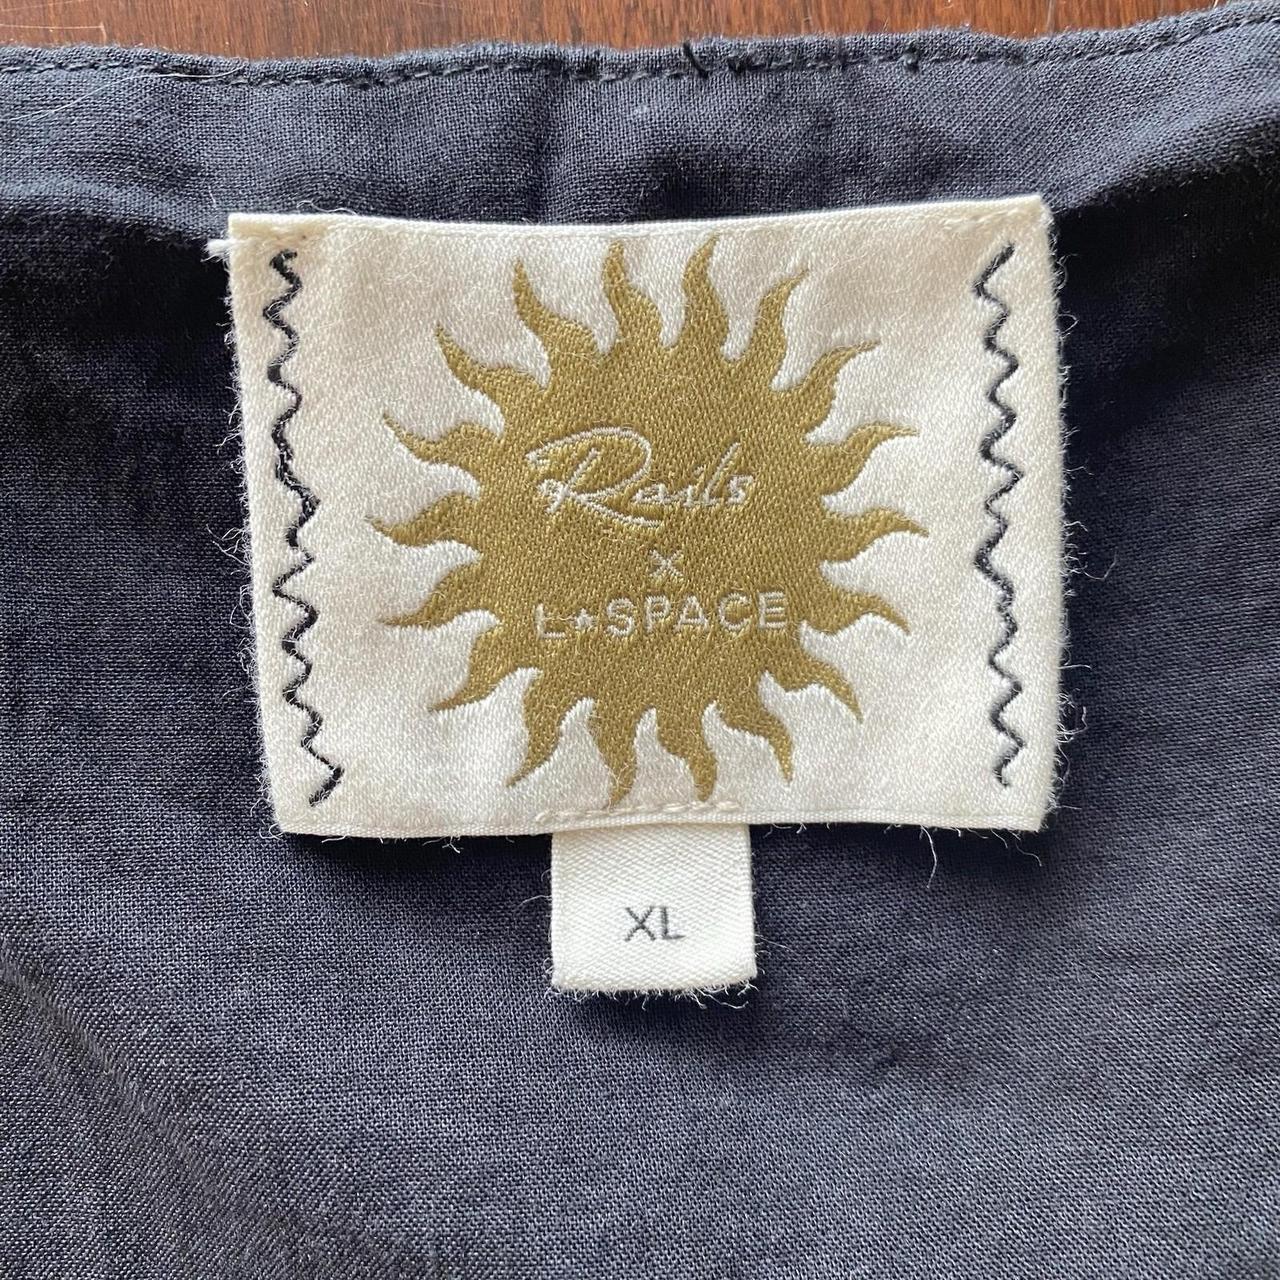 Rails
×
L★SPACE
XL